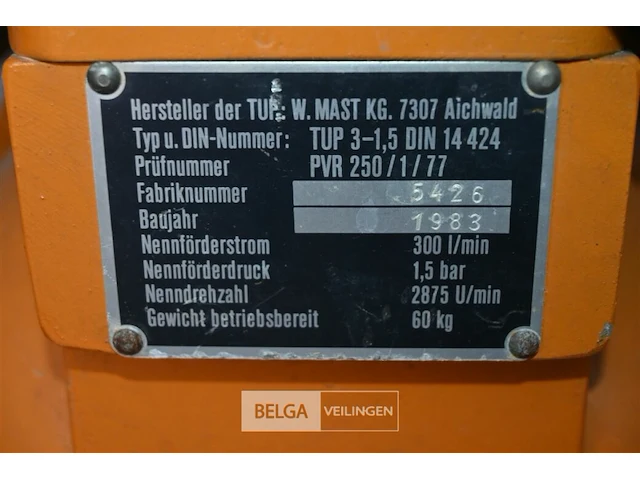 Hersteller der TUP: W. MAST KG. 7307 Aichwald
Typ u. DIN-Nummer: TUP 3-1,5 DIN 14 424
Prüfnummer PVR 250/1/77
Fabriknummer 5426
Baujahr 1983
Nennförderstrom 300 l/min
Nennförderdruck 1,5 bar
Nenndrehzahl 2875 U/min
Gewicht betriebsbereit 60 kg
BELGA VEILINGEN